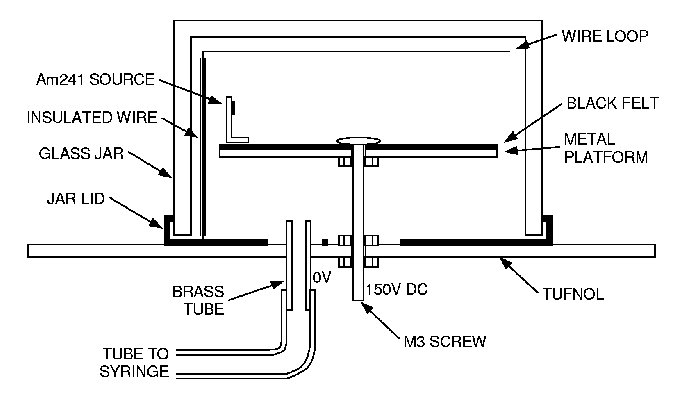 WIRE LOOP
Am241 SOURCE
BLACK FELT
INSULATED WIRE
METAL
PLATFORM
GLASS JAR
JAR LID
0V
150V DC
BRASS
TUBE
TUFNOL
M3 SCREW
TUBE TO
SYRINGE